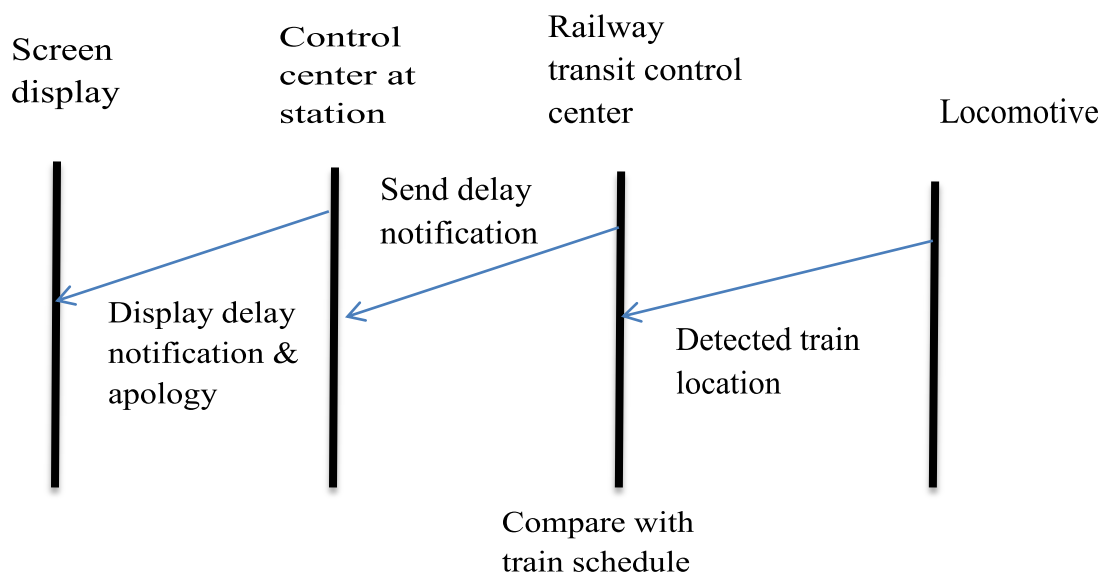 Screen
display
Control
center at
station
Railway
transit control
center
Locomotive
Send delay
notification
Display delay
notification &
apology
Detected train
location
Compare with
train schedule